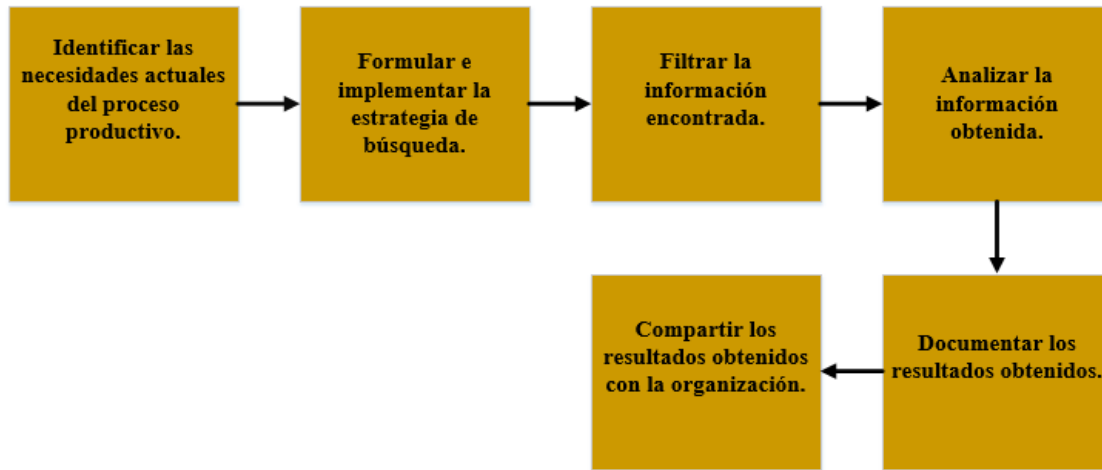 Identificar las
necesidades actuales
del proceso
productivo.
Formular e
implementar la
estrategia de
búsqueda.
Filtrar la
información
encontrada.
Analizar la
información
obtenida.
Documentar los
resultados obtenidos.
Compartir los
resultados obtenidos
con la organización.